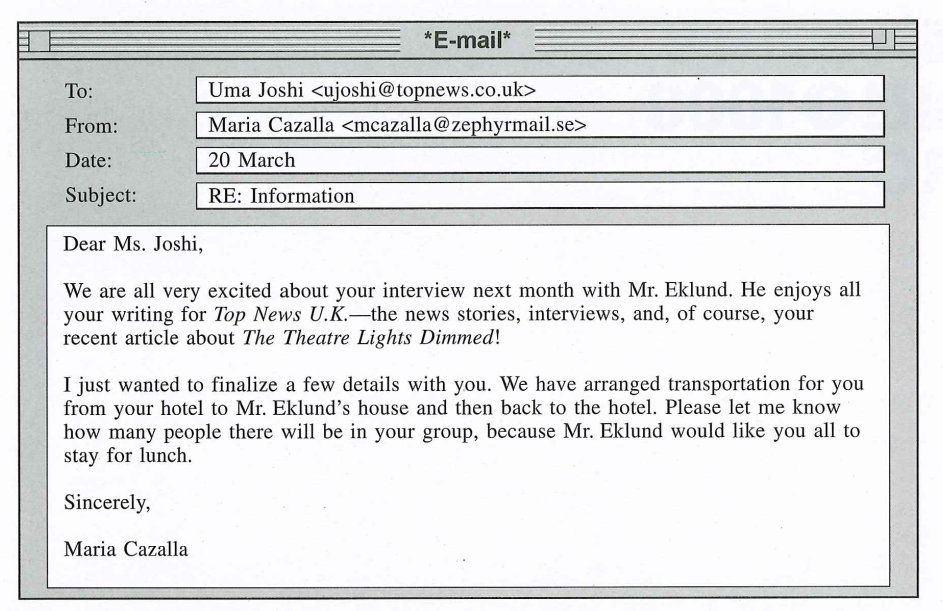 *E-mail*
To: Uma Joshi <ujoshi@topnews.co.uk>
From: Maria Cazalla <mcazalla@zephyrmail.se>
Date: 20 March
Subject: RE: Information
Dear Ms. Joshi,
We are all very excited about your interview next month with Mr. Eklund. He enjoys all
your writing for Top News U.K.—the news stories, interviews, and, of course, your
recent article about The Theatre Lights Dimmed!
I just wanted to finalize a few details with you. We have arranged transportation for you
from your hotel to Mr. Eklund's house and then back to the hotel. Please let me know
how many people there will be in your group, because Mr. Eklund would like you all to
stay for lunch.
Sincerely,
Maria Cazalla